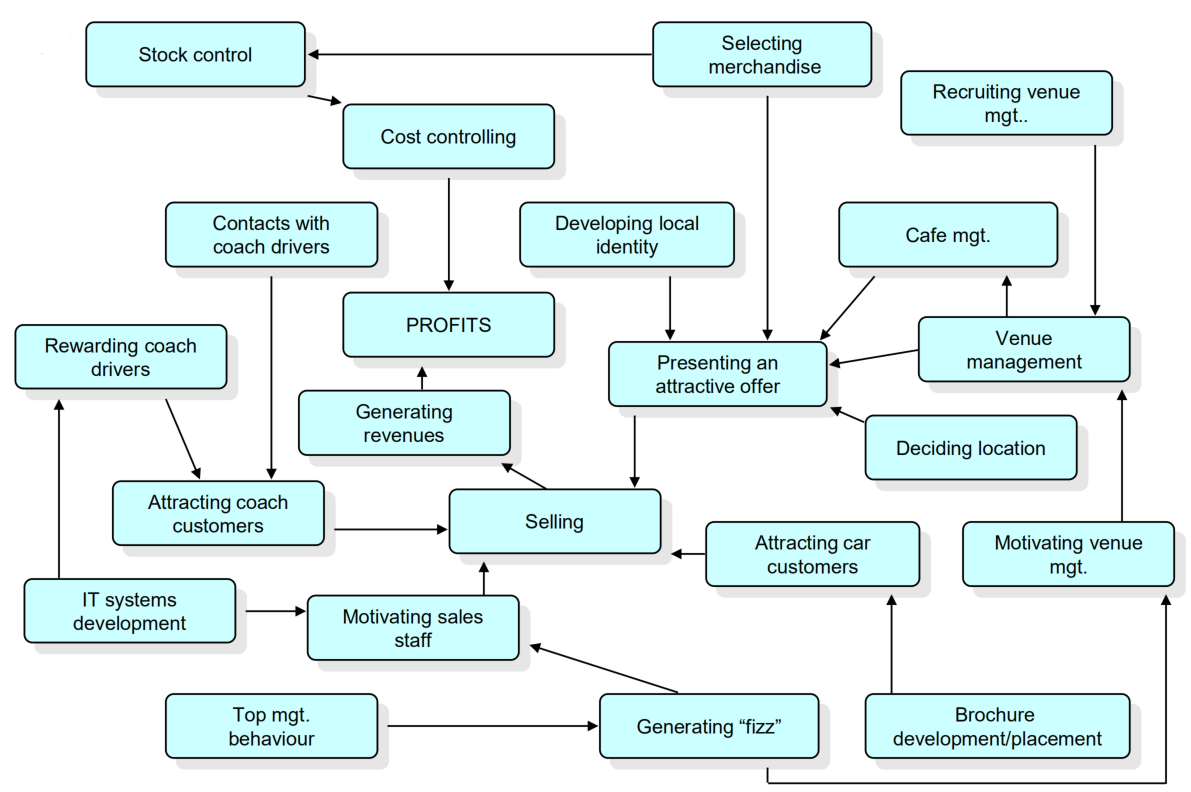 Stock control
Selecting
merchandise
Recruiting venue
mgt..
Cost controlling
Contacts with
coach drivers
Developing local
identity
Cafe mgt.
PROFITS
Rewarding coach
drivers
Venue
management
Presenting an
attractive offer
Generating
revenues
Deciding location
Attracting coach
customers
Selling
Attracting car
customers
Motivating venue
mgt.
IT systems
development
Motivating sales
staff
Top mgt.
behaviour
Generating “fizz”
Brochure
development/placement